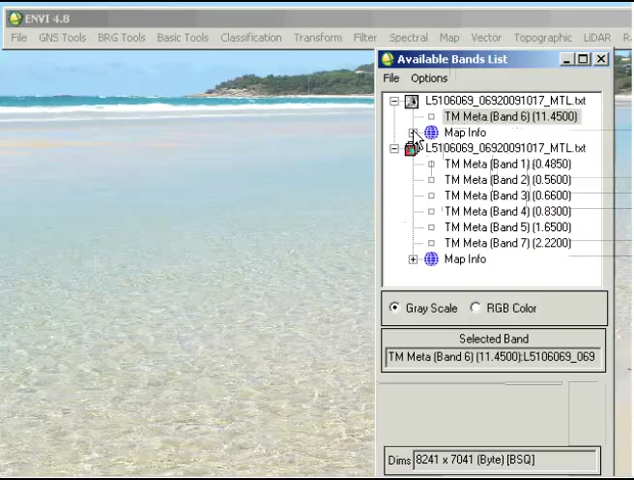 ENVI 4.8
File GNS Tools BRG Tools Basic Tools Classification Transform Filter Spectral Map Vector Topographic LiDAR
Available Bands List
File Options
L5106069_06920091017_MTL.txt
TM Meta (Band 6) (11.4500)
Map Info
L5106069_06920091017_MTL.txt
TM Meta (Band 1) (0.4850)
TM Meta (Band 2) (0.5600)
TM Meta (Band 3) (0.6600)
TM Meta (Band 4) (0.8300)
TM Meta (Band 5) (1.6500)
TM Meta (Band 7) (2.2200)
Map Info
Gray Scale RGB Color
Selected Band
TM Meta (Band 6) (11.4500):L5106069_069
Dims 8241 x 7041 (Byte) [BSQ]